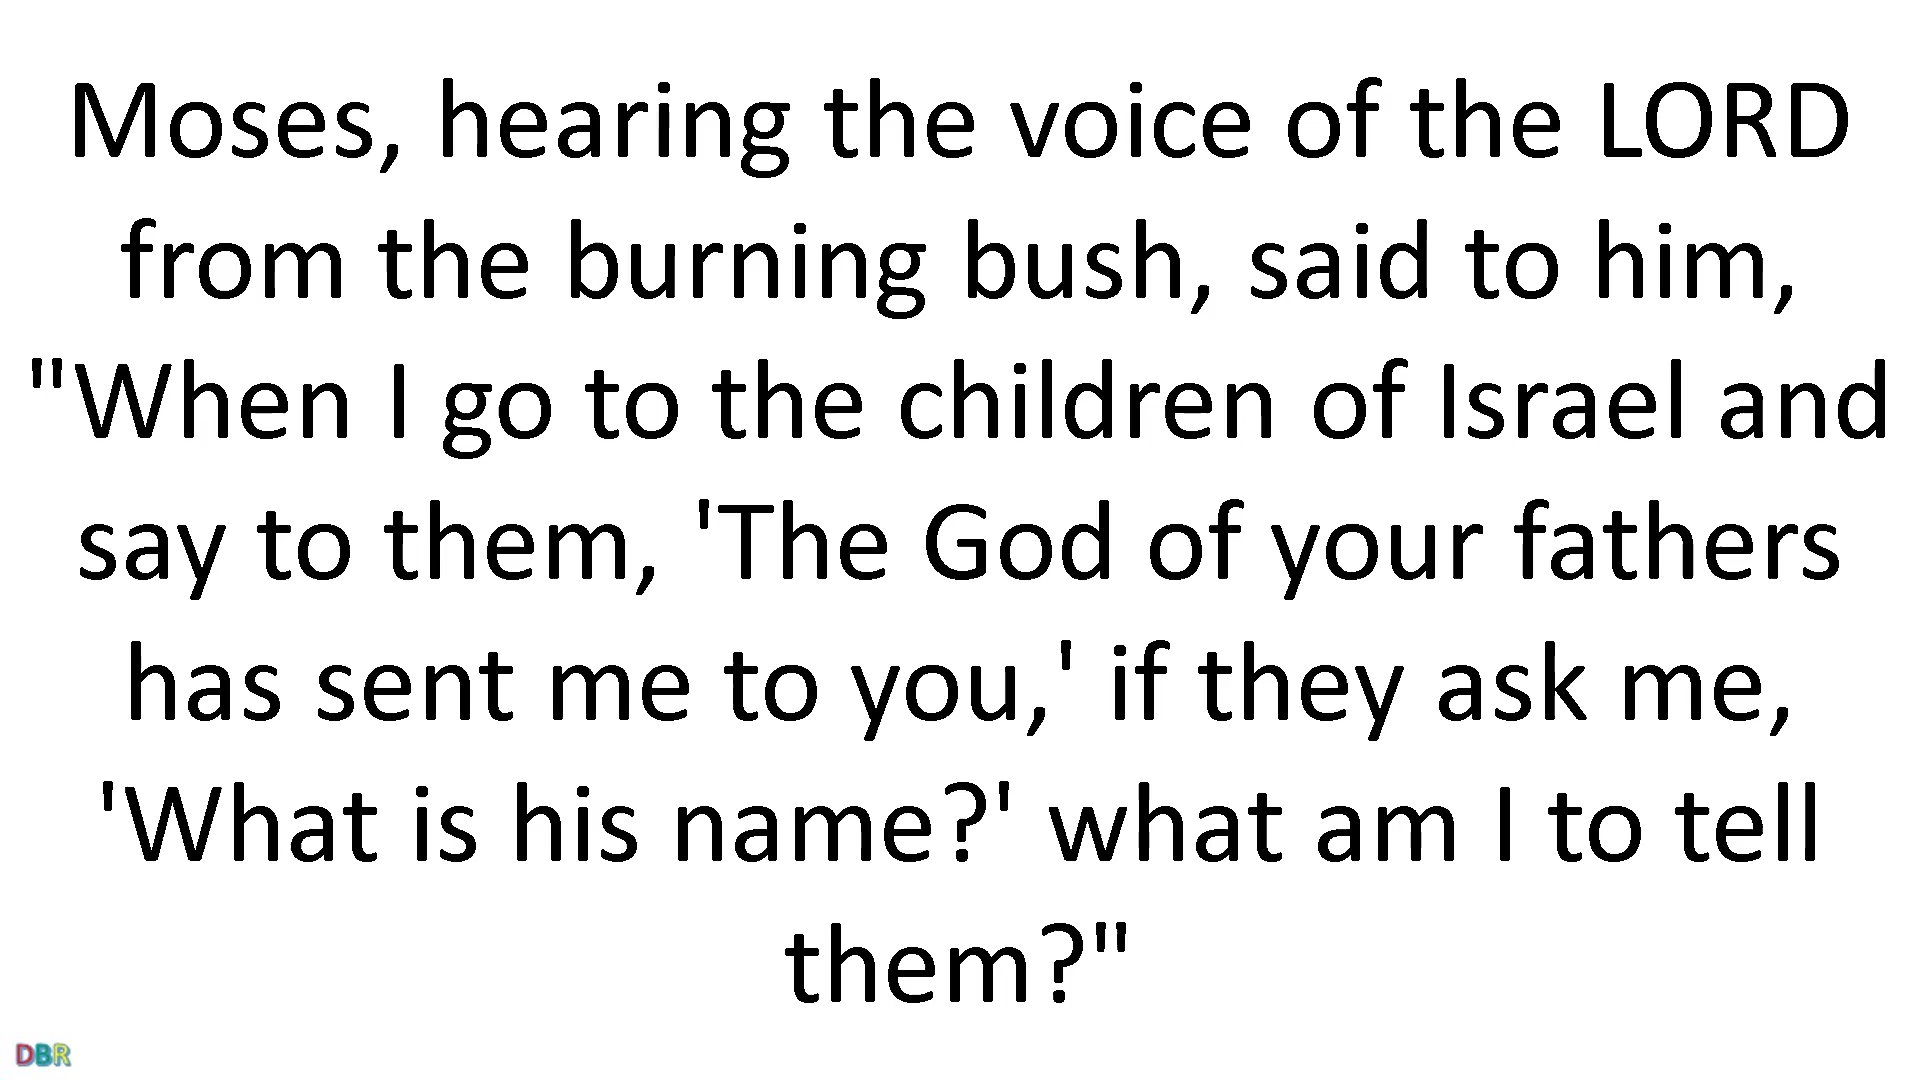 Moses, hearing the voice of the LORD
from the burning bush, said to him,
"When I go to the children of Israel and
say to them, 'The God of your fathers
has sent me to you,' if they ask me,
'What is his name?' what am I to tell
them?"
DBR